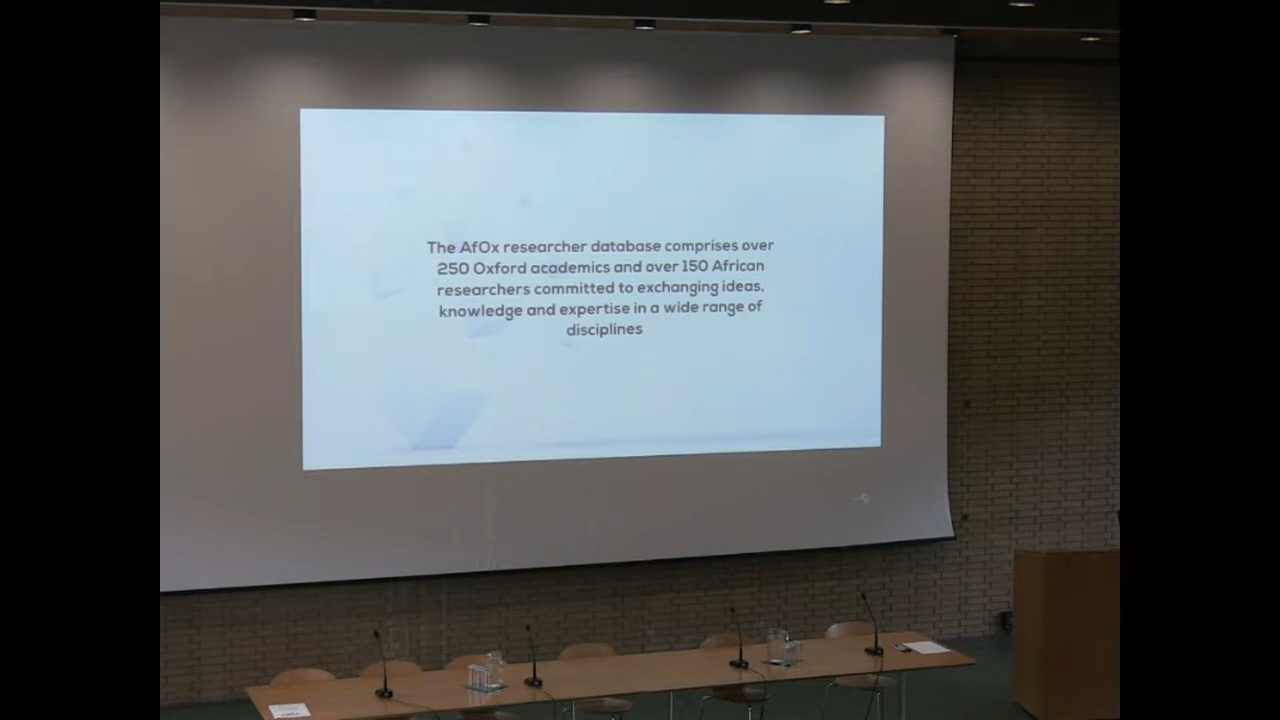 The AfOx researcher database comprises over
250 Oxford academics and over 150 African
researchers committed to exchanging ideas,
knowledge and expertise in a wide range of
disciplines